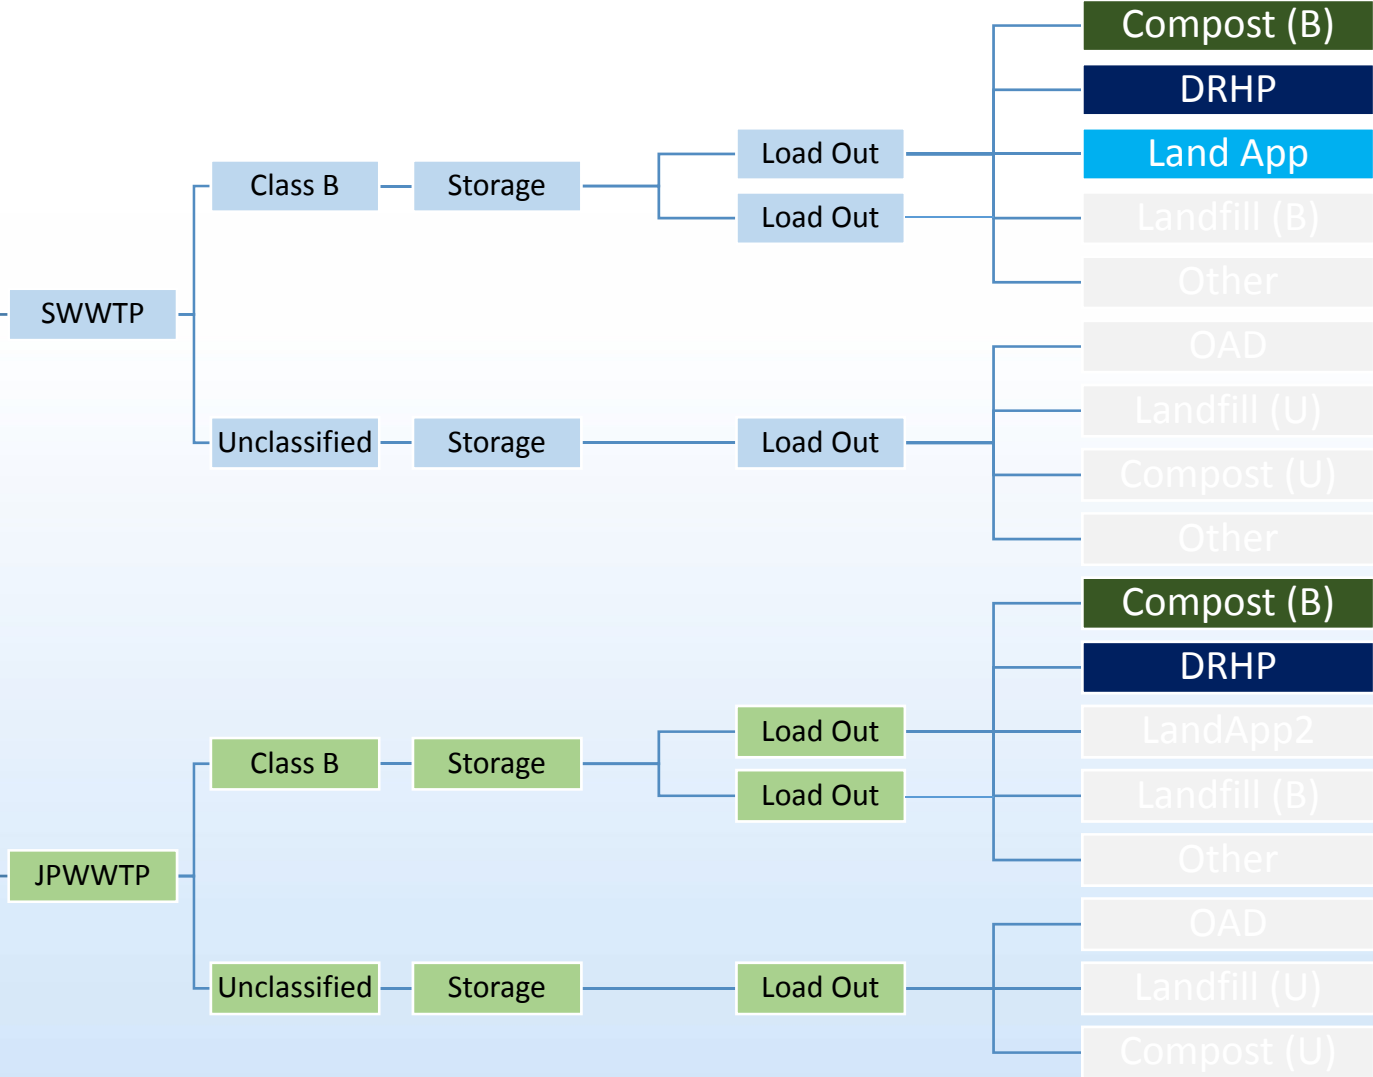 Compost (B)
DRHP
Load Out
Land App
Class B
Storage
Load Out
Landfill (B)
Other
SWWTP
OAD
Landfill (U)
Unclassified
Storage
Load Out
Compost (U)
Other
Compost (B)
DRHP
Load Out
LandApp2
Class B
Storage
Load Out
Landfill (B)
Other
JPWWTP
OAD
Unclassified
Storage
Load Out
Landfill (U)
Compost (U)